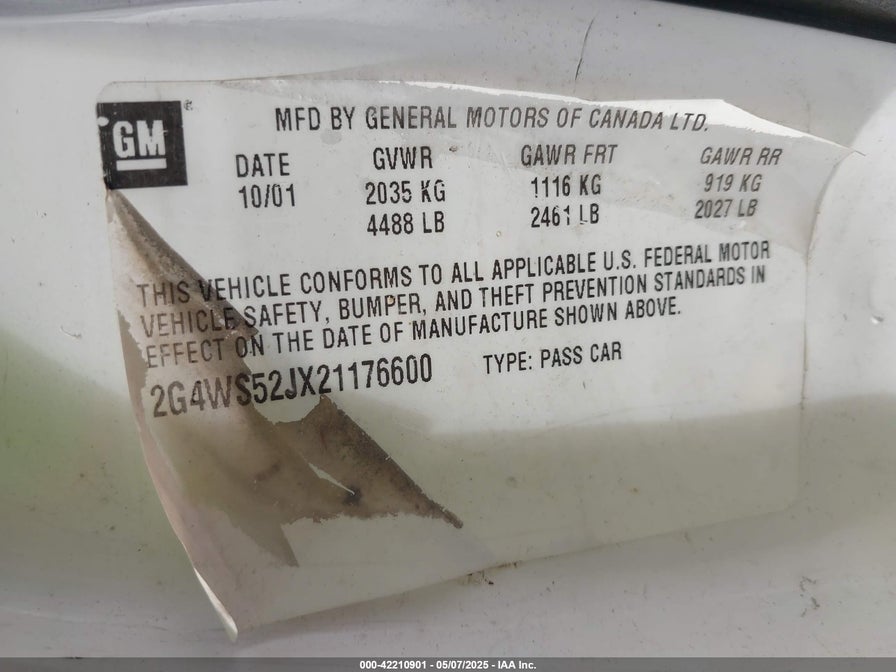 GM
®
MFD BY GENERAL MOTORS OF CANADA LTD.
DATE GVWR GAWR FRT GAWR RR
10/01 2035 KG 1116 KG 919 KG
4488 LB 2461 LB 2027 LB
THIS VEHICLE CONFORMS TO ALL APPLICABLE U.S. FEDERAL MOTOR
VEHICLE SAFETY, BUMPER, AND THEFT PREVENTION STANDARDS IN
EFFECT ON THE DATE OF MANUFACTURE SHOWN ABOVE.
2G4WS52JX21176600 TYPE: PASS CAR
000-42210901 - 05/07/2025 - IAA Inc.